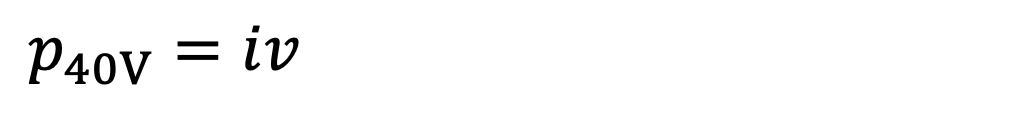 p₄₀V = iv